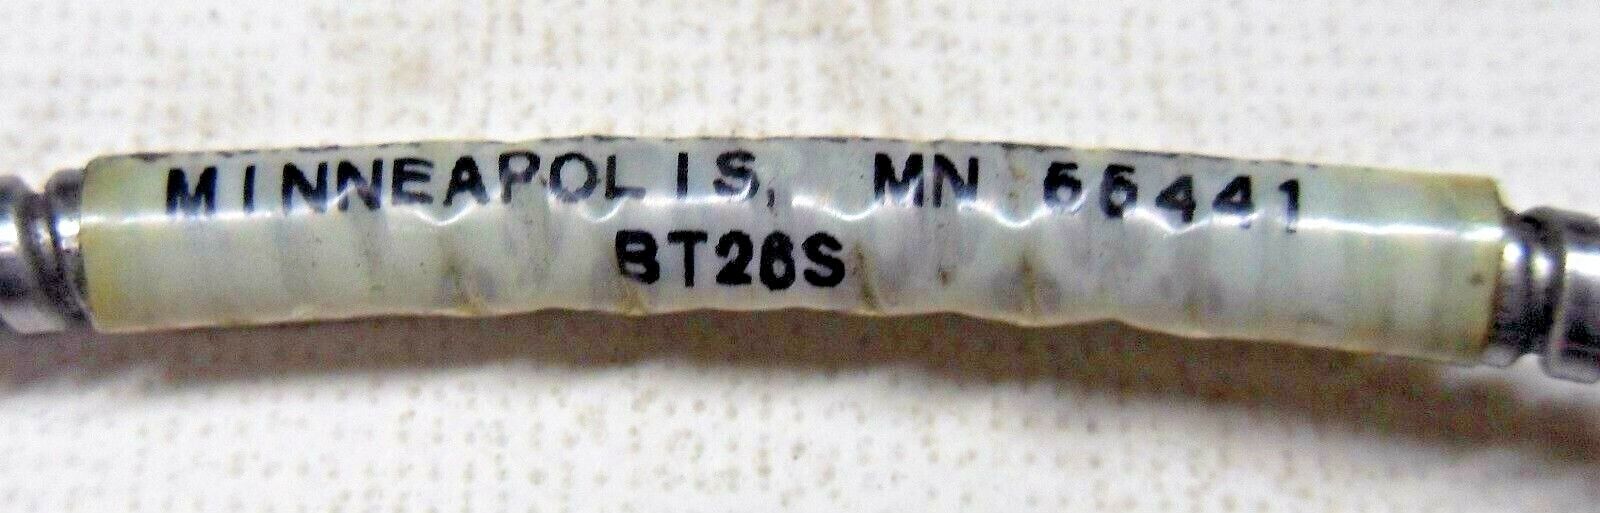 MINNEAPOLIS, MN 55441
BT26S